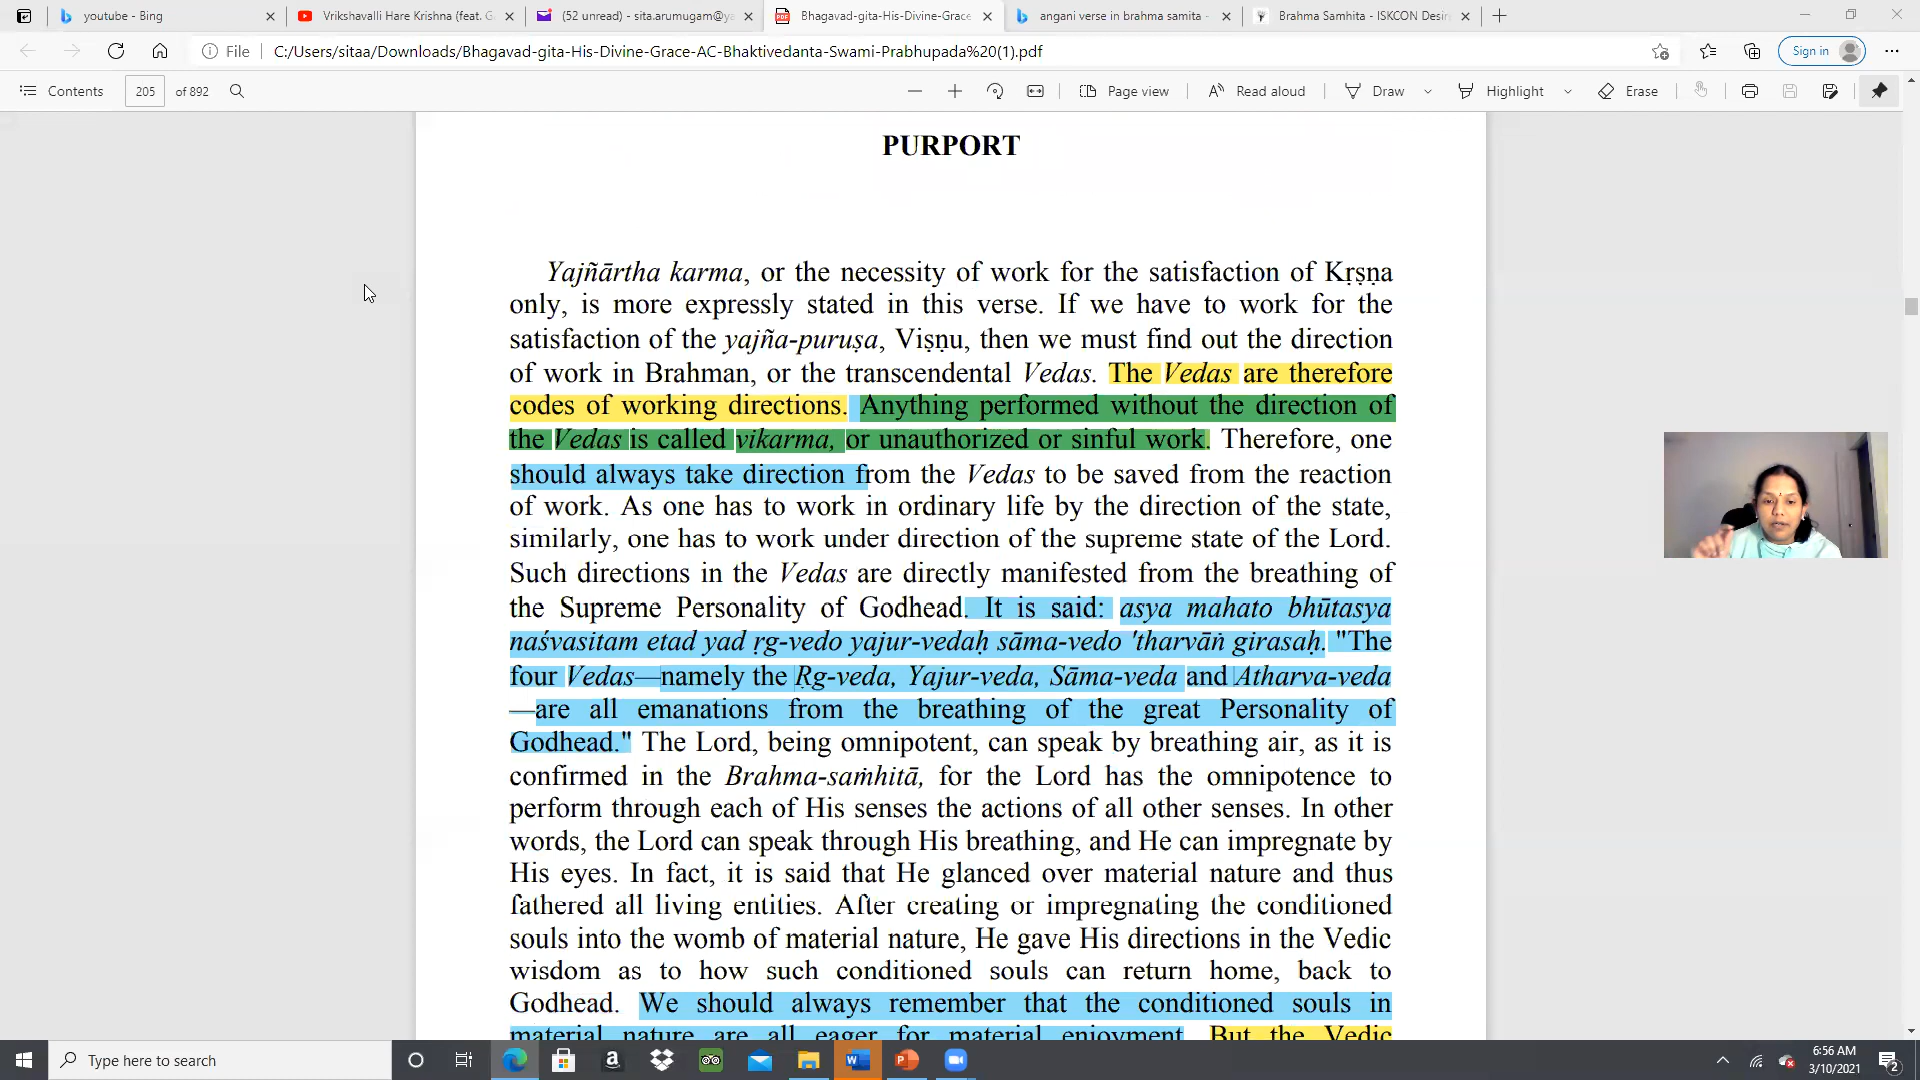 youtube - Bing
Vrikshavalli Hare Krishna (feat. G
(52 unread) - sita.arumugam@ya
Bhagavad-gita-His-Divine-Grace
angani verse in brahma samita -
Brahma Samhita - ISKCON Desir
File C:/Users/sitaa/Downloads/Bhagavad-gita-His-Divine-Grace-AC-Bhaktivedanta-Swami-Prabhupada%20(1).pdf
Sign in
Contents 205 of 892 Page view Read aloud Draw Highlight Erase
PURPORT
Yajñārtha karma, or the necessity of work for the satisfaction of Kṛṣṇa
only, is more expressly stated in this verse. If we have to work for the
satisfaction of the yajña-puruṣa, Viṣṇu, then we must find out the direction
of work in Brahman, or the transcendental Vedas. The Vedas are therefore
codes of working directions. Anything performed without the direction of
the Vedas is called vikarma, or unauthorized or sinful work. Therefore, one
should always take direction from the Vedas to be saved from the reaction
of work. As one has to work in ordinary life by the direction of the state,
similarly, one has to work under direction of the supreme state of the Lord.
Such directions in the Vedas are directly manifested from the breathing of
the Supreme Personality of Godhead. It is said: asya mahato bhūtasya
naśvasitam etad yad ṛg-vedo yajur-vedaḥ sāma-vedo 'tharvāṅ girasaḥ. "The
four Vedas—namely the Ṛg-veda, Yajur-veda, Sāma-veda and Atharva-veda
—are all emanations from the breathing of the great Personality of
Godhead." The Lord, being omnipotent, can speak by breathing air, as it is
confirmed in the Brahma-saṁhitā, for the Lord has the omnipotence to
perform through each of His senses the actions of all other senses. In other
words, the Lord can speak through His breathing, and He can impregnate by
His eyes. In fact, it is said that He glanced over material nature and thus
fathered all living entities. After creating or impregnating the conditioned
souls into the womb of material nature, He gave His directions in the Vedic
wisdom as to how such conditioned souls can return home, back to
Godhead. We should always remember that the conditioned souls in
material nature are all eager for material enjoyment. But the Vedic
Type here to search
6:56 AM
3/10/2021
2